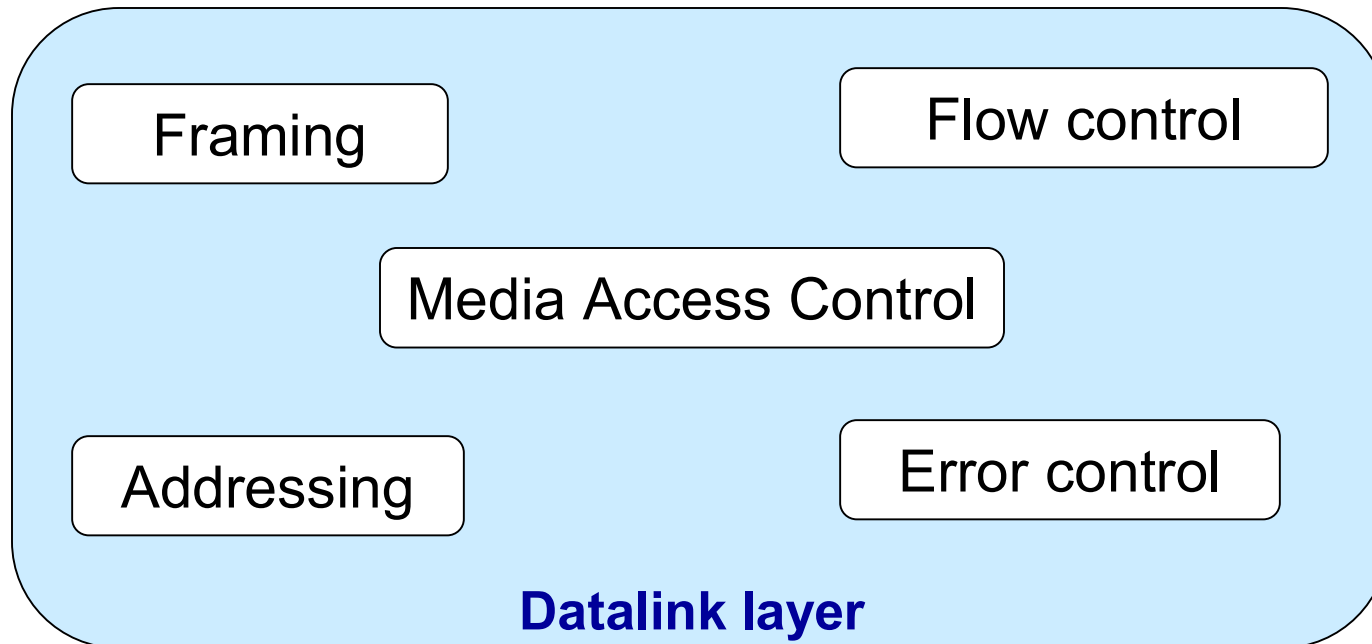 Framing
Flow control
Media Access Control
Addressing
Error control
Datalink layer